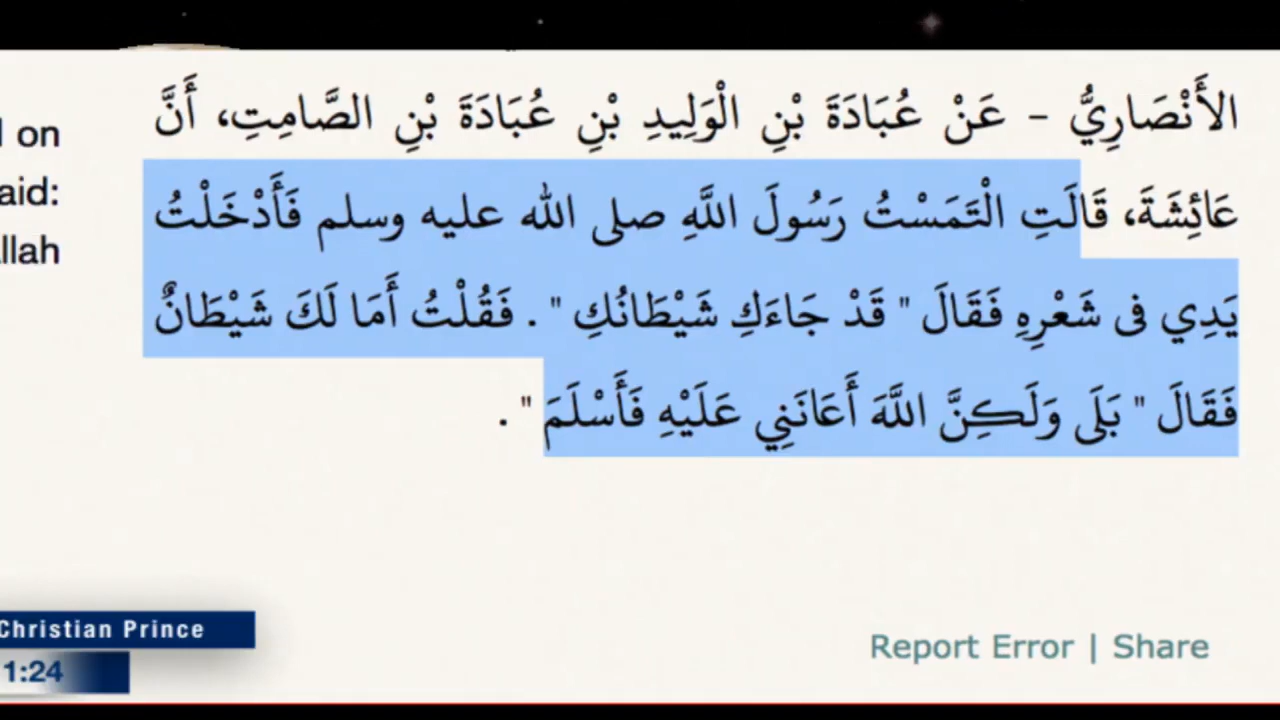 الأَنْصَارِيُّ - عَنْ عُبَادَةَ بْنِ الْوَلِيدِ بْنِ عُبَادَةَ بْنِ الصَّامِتِ، أَنَّ
عَائِشَةَ، قَالَتِ الْتَمَسْتُ رَسُولَ اللَّهِ صلى الله عليه وسلم فَأَدْخَلْتُ
يَدِي فِي شَعْرِهِ فَقَالَ " قَدْ جَاءَكِ شَيْطَانُكِ " . فَقُلْتُ أَمَا لَكَ شَيْطَانٌ
فَقَالَ " بَلَى وَلَكِنَّ اللَّهَ أَعَانَنِي عَلَيْهِ فَأَسْلَمَ " .
on
aid:
llah
Christian Prince
1:24
Report Error | Share